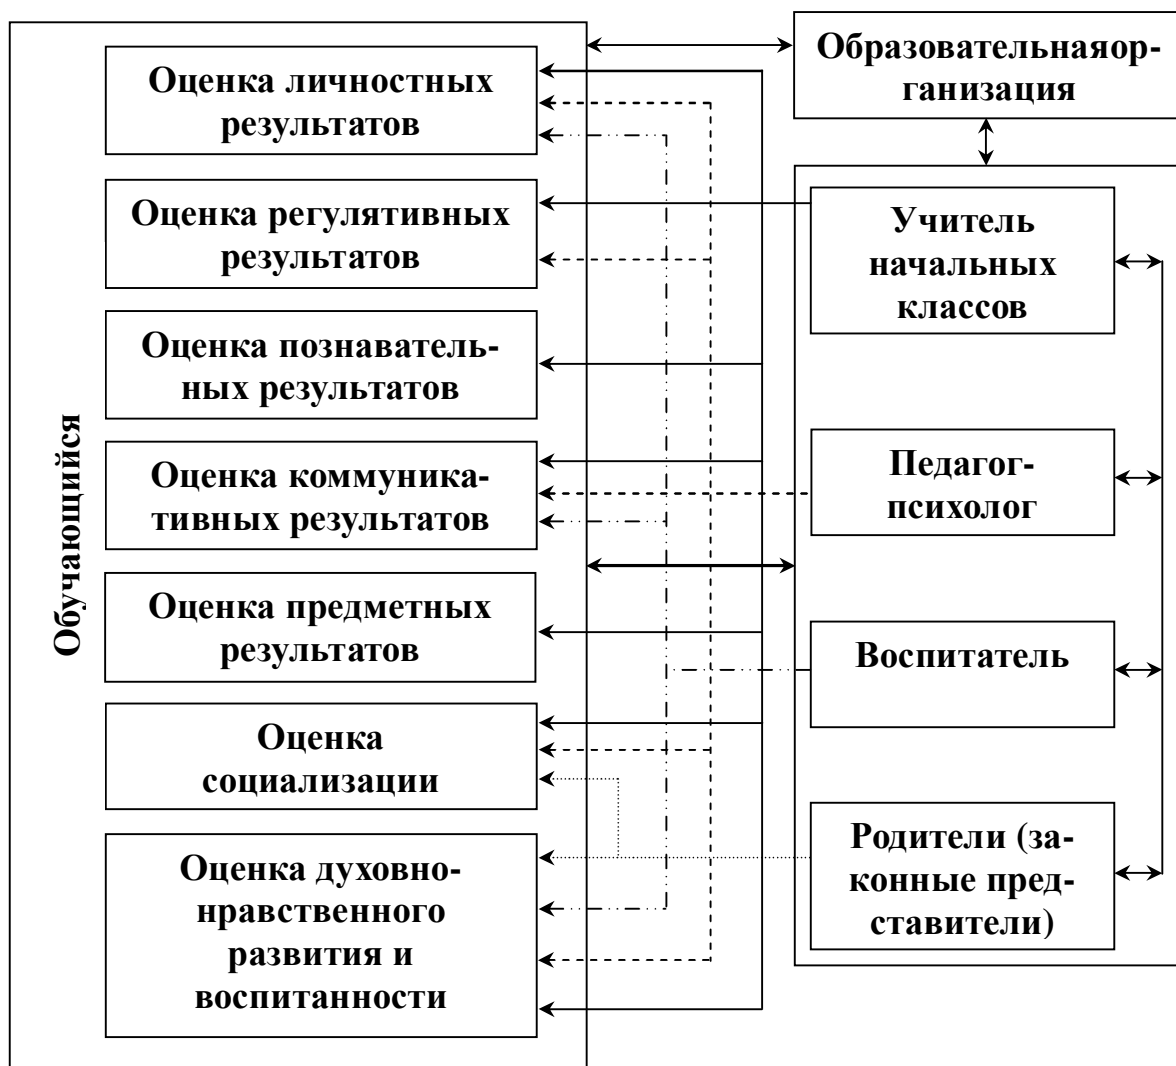 Обучающийся
Оценка личностных
результатов
Оценка регулятивных
результатов
Оценка познаватель-
ных результатов
Оценка коммуника-
тивных результатов
Оценка предметных
результатов
Оценка
социализации
Оценка духовно-
нравственного
развития и
воспитанности
Образовательнаяор-
ганизация
Учитель
начальных
классов
Педагог-
психолог
Воспитатель
Родители (за-
конные пред-
ставители)